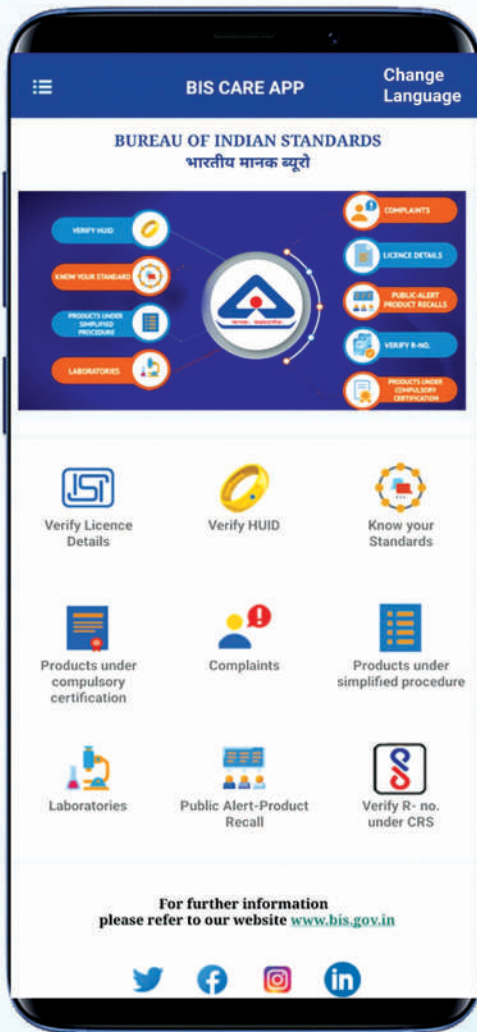 BIS CARE APP
Change
Language
BUREAU OF INDIAN STANDARDS
भारतीय मानक ब्यूरो
VERIFY HUID
KNOW YOUR STANDARD
PRODUCTS UNDER
SIMPLIFIED
PROCEDURE
LABORATORIES
COMPLAINTS
LICENCE DETAILS
PUBLIC-ALERT
PRODUCT RECALLS
VERIFY R-NO.
PRODUCTS UNDER
COMPULSORY
CERTIFICATION
ISI
Verify Licence
Details
Verify HUID
Know your
Standards
Products under
compulsory
certification
Complaints
Products under
simplified procedure
Laboratories
Public Alert-Product
Recall
Verify R- no.
under CRS
For further information
please refer to our website www.bis.gov.in